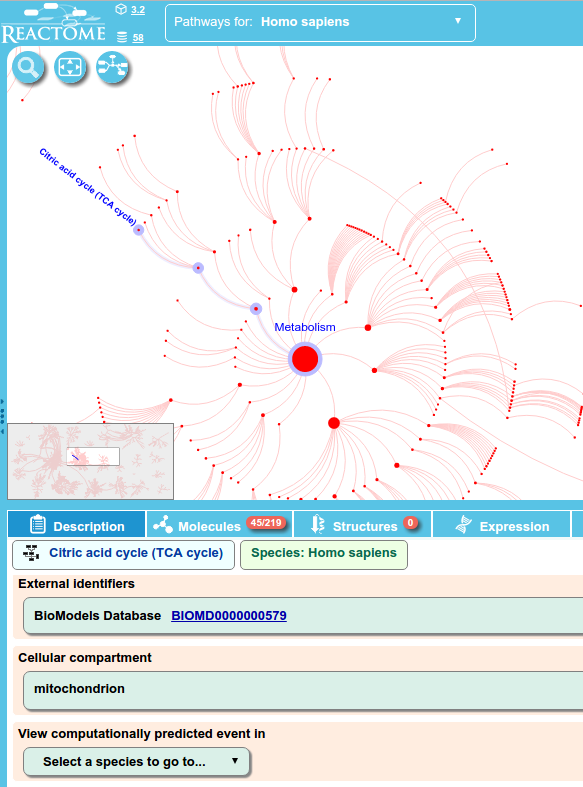 REACTOME
3.2
58
Pathways for: Homo sapiens
Citric acid cycle (TCA cycle)
Metabolism
Description
Molecules 45/219
Structures 0
Expression
Citric acid cycle (TCA cycle)
Species: Homo sapiens
External identifiers
BioModels Database BIOMD0000000579
Cellular compartment
mitochondrion
View computationally predicted event in
Select a species to go to...